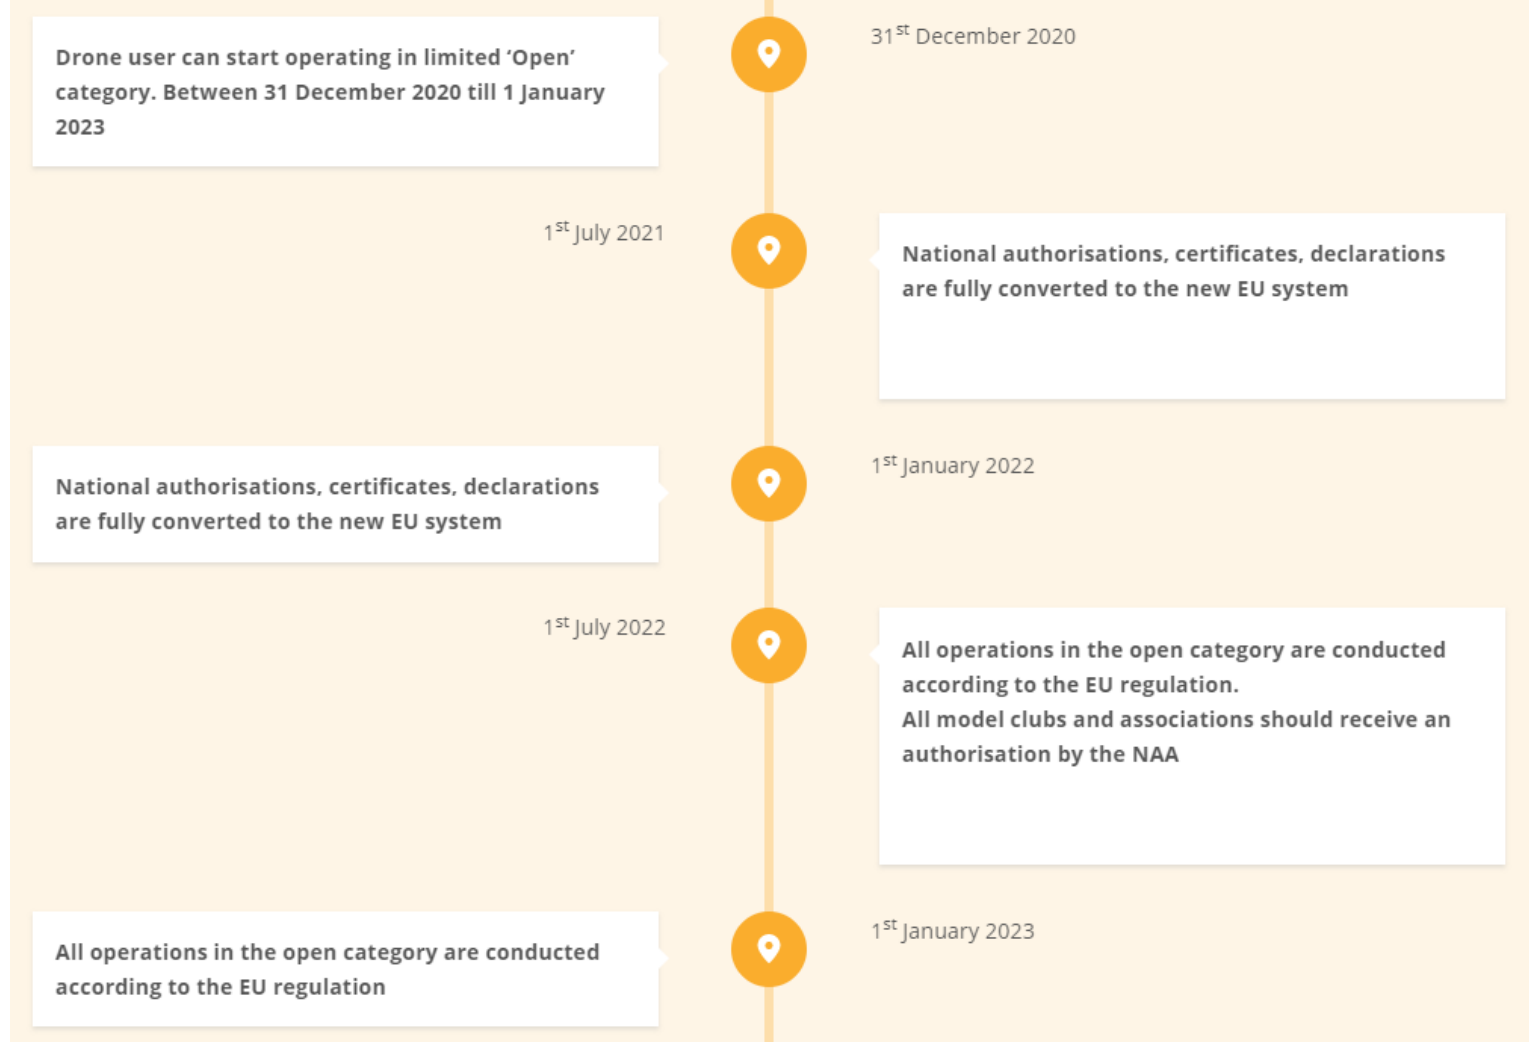 31st December 2020
Drone user can start operating in limited ‘Open’
category. Between 31 December 2020 till 1 January
2023
1st July 2021
National authorisations, certificates, declarations
are fully converted to the new EU system
1st January 2022
National authorisations, certificates, declarations
are fully converted to the new EU system
1st July 2022
All operations in the open category are conducted
according to the EU regulation.
All model clubs and associations should receive an
authorisation by the NAA
1st January 2023
All operations in the open category are conducted
according to the EU regulation